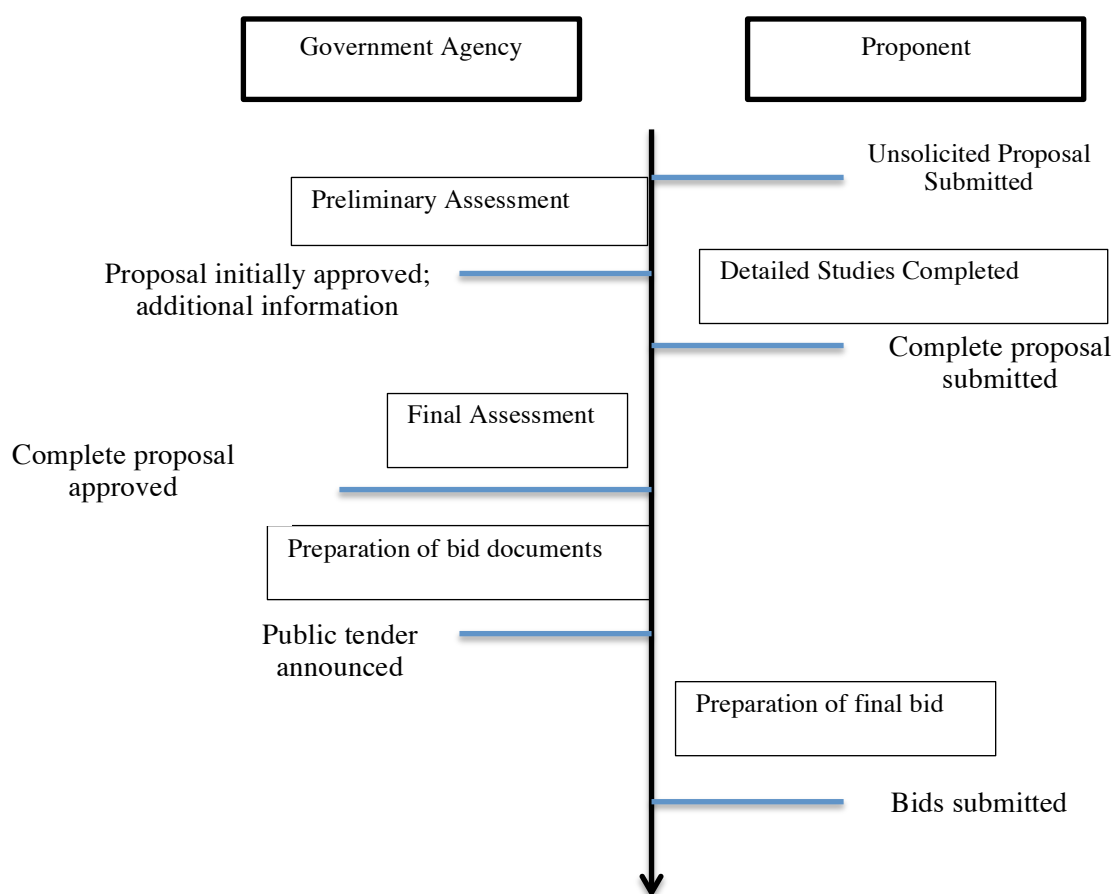 Government Agency
Proponent
Unsolicited Proposal
Submitted
Preliminary Assessment
Proposal initially approved;
additional information
Detailed Studies Completed
Complete proposal
submitted
Final Assessment
Complete proposal
approved
Preparation of bid documents
Public tender
announced
Preparation of final bid
Bids submitted